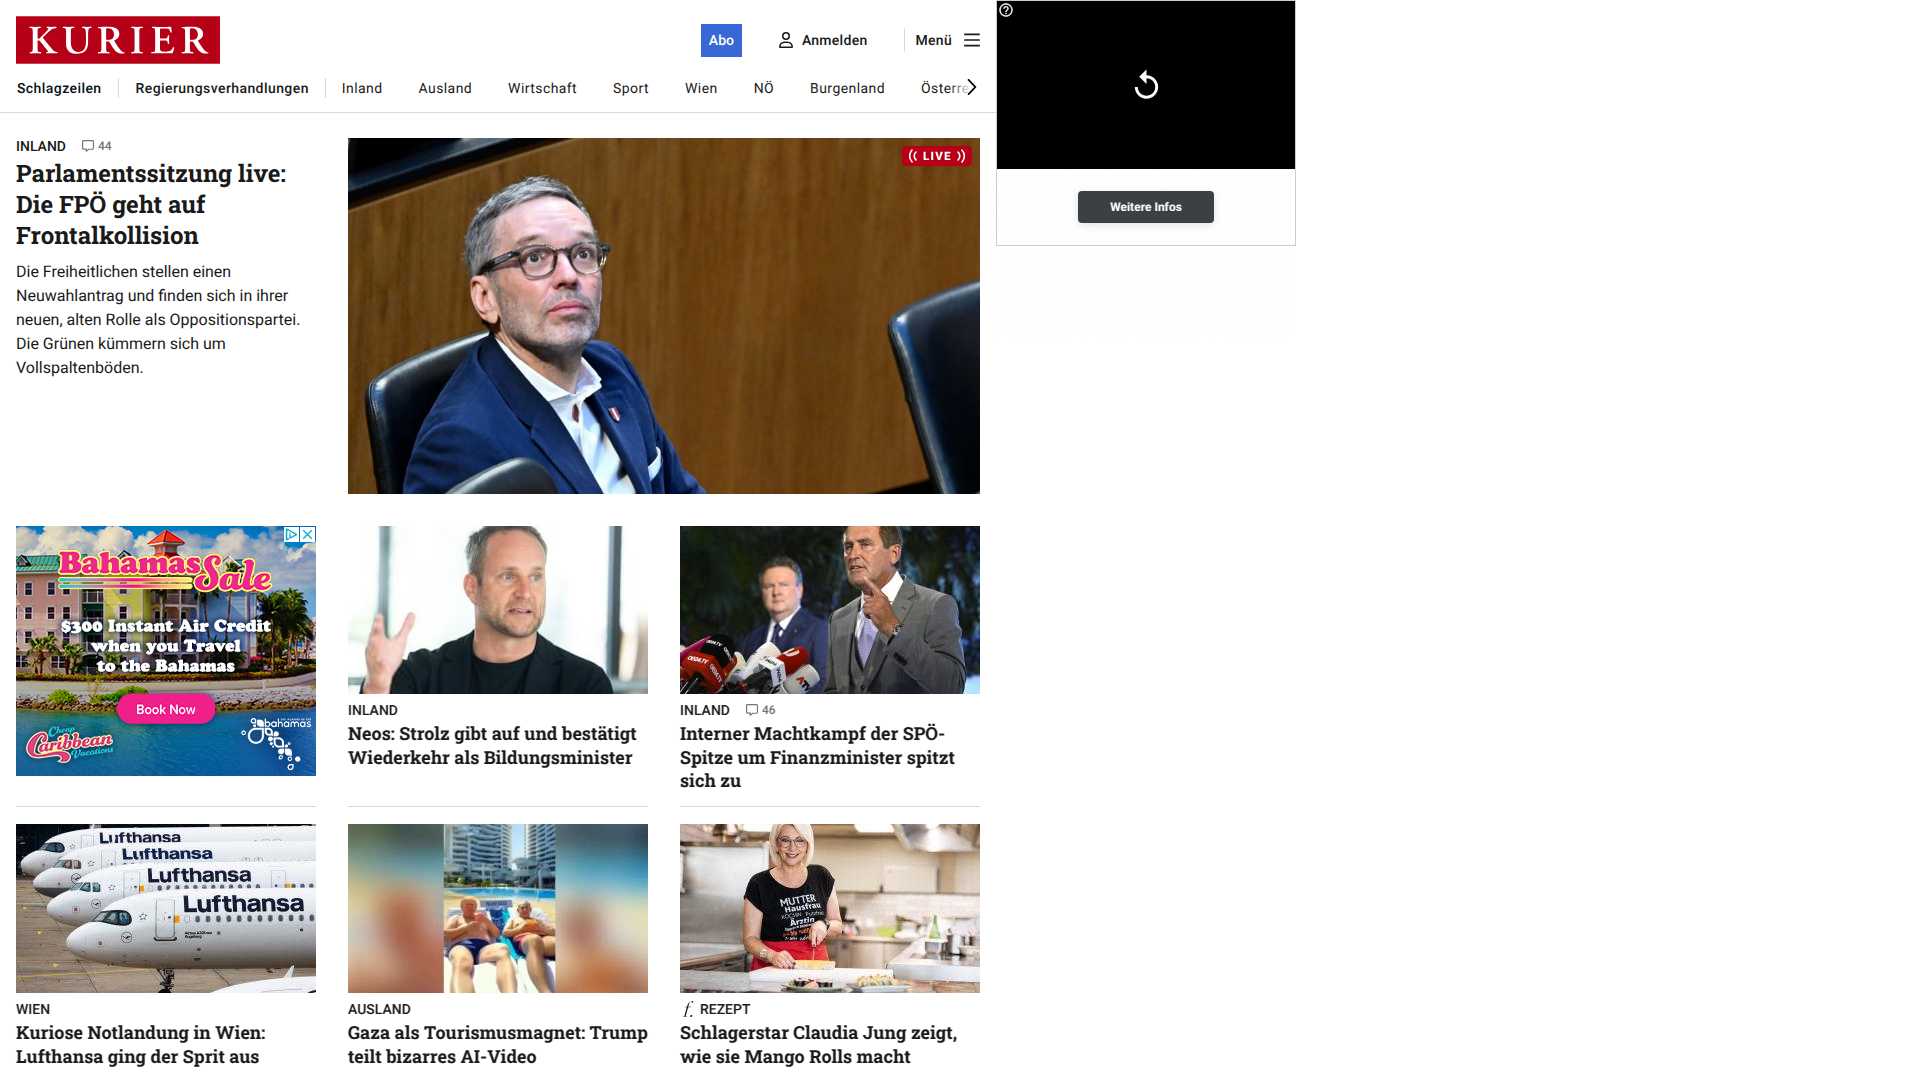 KURIER
Abo
Anmelden
Menü
Schlagzeilen
Regierungsverhandlungen
Inland
Ausland
Wirtschaft
Sport
Wien
NÖ
Burgenland
Österre
INLAND 44
Parlamentssitzung live:
Die FPÖ geht auf
Frontalkollision
Die Freiheitlichen stellen einen
Neuwahlantrag und finden sich in ihrer
neuen, alten Rolle als Oppositionspartei.
Die Grünen kümmern sich um
Vollspaltenböden.
LIVE
Weitere Infos
Bahamas Sale
$300 Instant Air Credit
when you Travel
to the Bahamas
Book Now
Cheap
Caribbean
Vacations
bahamas
INLAND
Neos: Strolz gibt auf und bestätigt
Wiederkehr als Bildungsminister
INLAND 46
Interner Machtkampf der SPÖ-
Spitze um Finanzminister spitzt
sich zu
Lufthansa
Lufthansa
Lufthansa
Lufthansa
WIEN
Kuriose Notlandung in Wien:
Lufthansa ging der Sprit aus
AUSLAND
Gaza als Tourismusmagnet: Trump
teilt bizarres AI-Video
MUTTER
Hausfrau
Ärztin
f. REZEPT
Schlagerstar Claudia Jung zeigt,
wie sie Mango Rolls macht